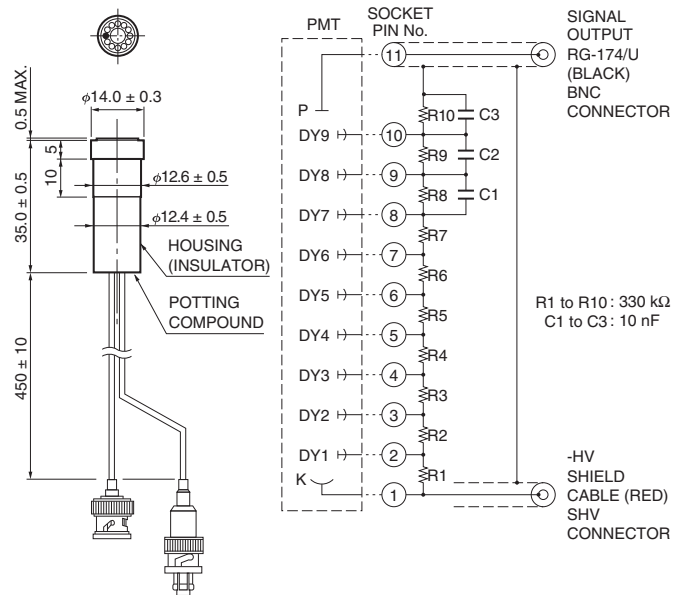 φ14.0 ± 0.3
0.5 MAX.
5
10
35.0 ± 0.5
φ12.6 ± 0.5
φ12.4 ± 0.5
HOUSING
(INSULATOR)
POTTING
COMPOUND
450 ± 10
PMT
SOCKET
PIN No.
SIGNAL
OUTPUT
RG-174/U
(BLACK)
BNC
CONNECTOR
11
P
R10
C3
DY9
10
R9
C2
DY8
9
R8
C1
DY7
8
R7
DY6
7
R6
DY5
6
R5
DY4
5
R4
DY3
4
R3
DY2
3
R2
DY1
2
R1
K
1
R1 to R10 : 330 kΩ
C1 to C3 : 10 nF
-HV
SHIELD
CABLE (RED)
SHV
CONNECTOR